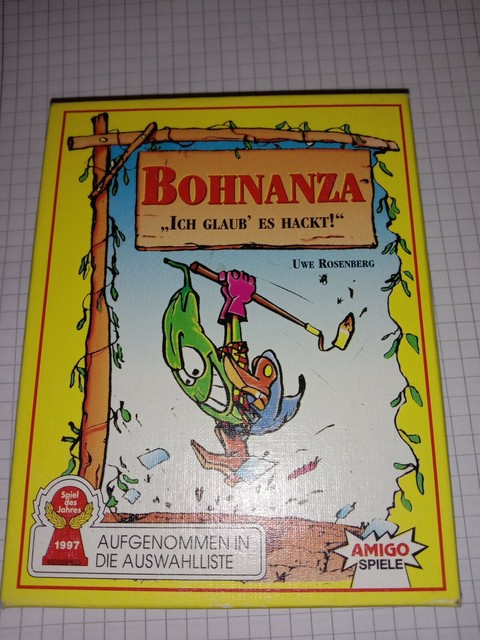 BOHNANZA
„ICH GLAUB' ES HACKT!“
UWE ROSENBERG
Spiel
des
Jahres
1997
AUFGENOMMEN IN
DIE AUSWAHLLISTE
AMIGO
SPIELE